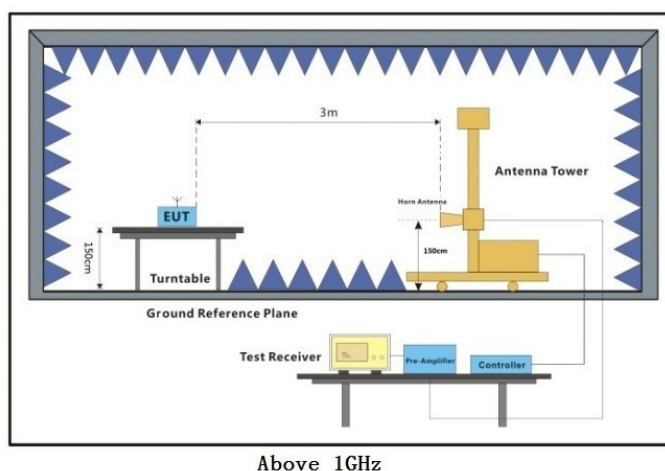 3m
Antenna Tower
Horn Antenna
EUT
150cm
150cm
Turntable
Ground Reference Plane
Test Receiver
Pre-Amplifier
Controller
Above 1GHz